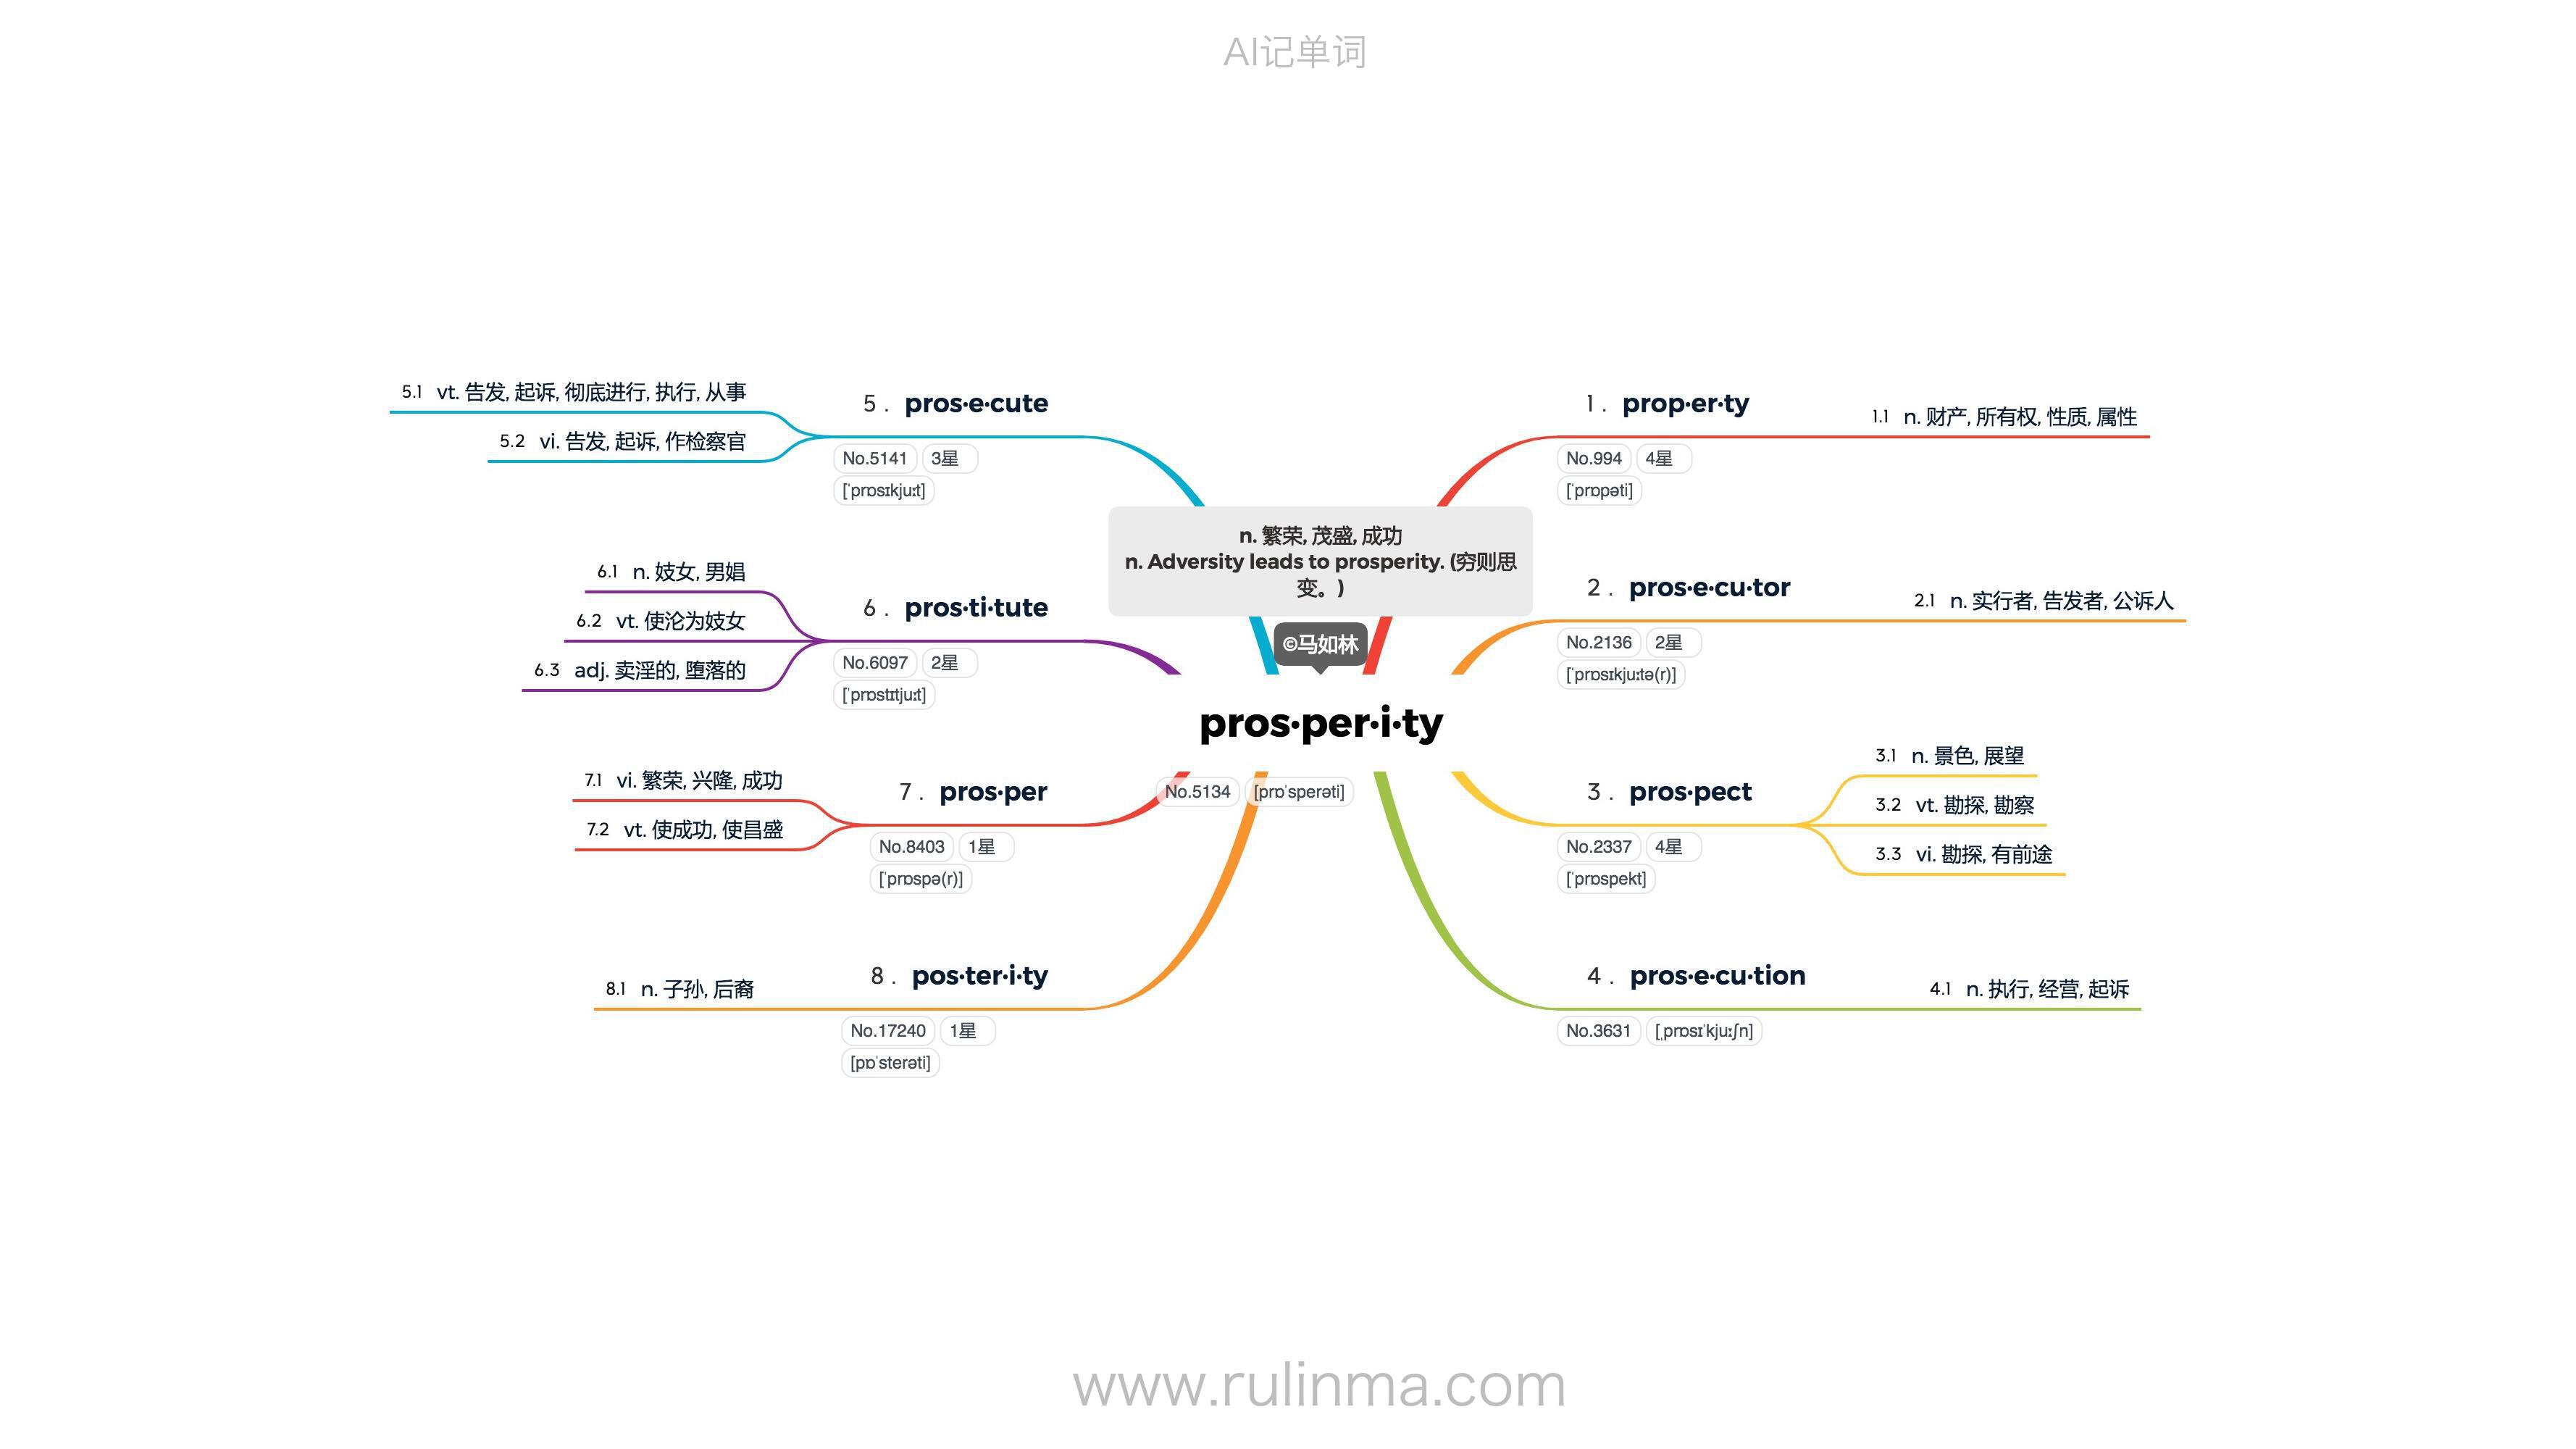 AI记单词
n. 繁荣, 茂盛, 成功
n. Adversity leads to prosperity. (穷则思
变。)
©马如林
pros·per·i·ty
No.5134 [prɒˈsperəti]
1 . prop·er·ty
No.994 4星
[ˈprɒpəti]
1.1 n. 财产, 所有权, 性质, 属性
2 . pros·e·cu·tor
No.2136 2星
[ˈprɒsɪkjuːtə(r)]
2.1 n. 实行者, 告发者, 公诉人
3 . pros·pect
No.2337 4星
[ˈprɒspekt]
3.1 n. 景色, 展望
3.2 vt. 勘探, 勘察
3.3 vi. 勘探, 有前途
4 . pros·e·cu·tion
No.3631 [ˌprɒsɪˈkjuːʃn]
4.1 n. 执行, 经营, 起诉
5 . pros·e·cute
No.5141 3星
[ˈprɒsɪkjuːt]
5.1 vt. 告发, 起诉, 彻底进行, 执行, 从事
5.2 vi. 告发, 起诉, 作检察官
6 . pros·ti·tute
No.6097 2星
[ˈprɒstɪtjuːt]
6.1 n. 妓女, 男娼
6.2 vt. 使沦为妓女
6.3 adj. 卖淫的, 堕落的
7 . pros·per
No.8403 1星
[ˈprɒspə(r)]
7.1 vi. 繁荣, 兴隆, 成功
7.2 vt. 使成功, 使昌盛
8 . pos·ter·i·ty
No.17240 1星
[pɒˈsterəti]
8.1 n. 子孙, 后裔
www.rulinma.com